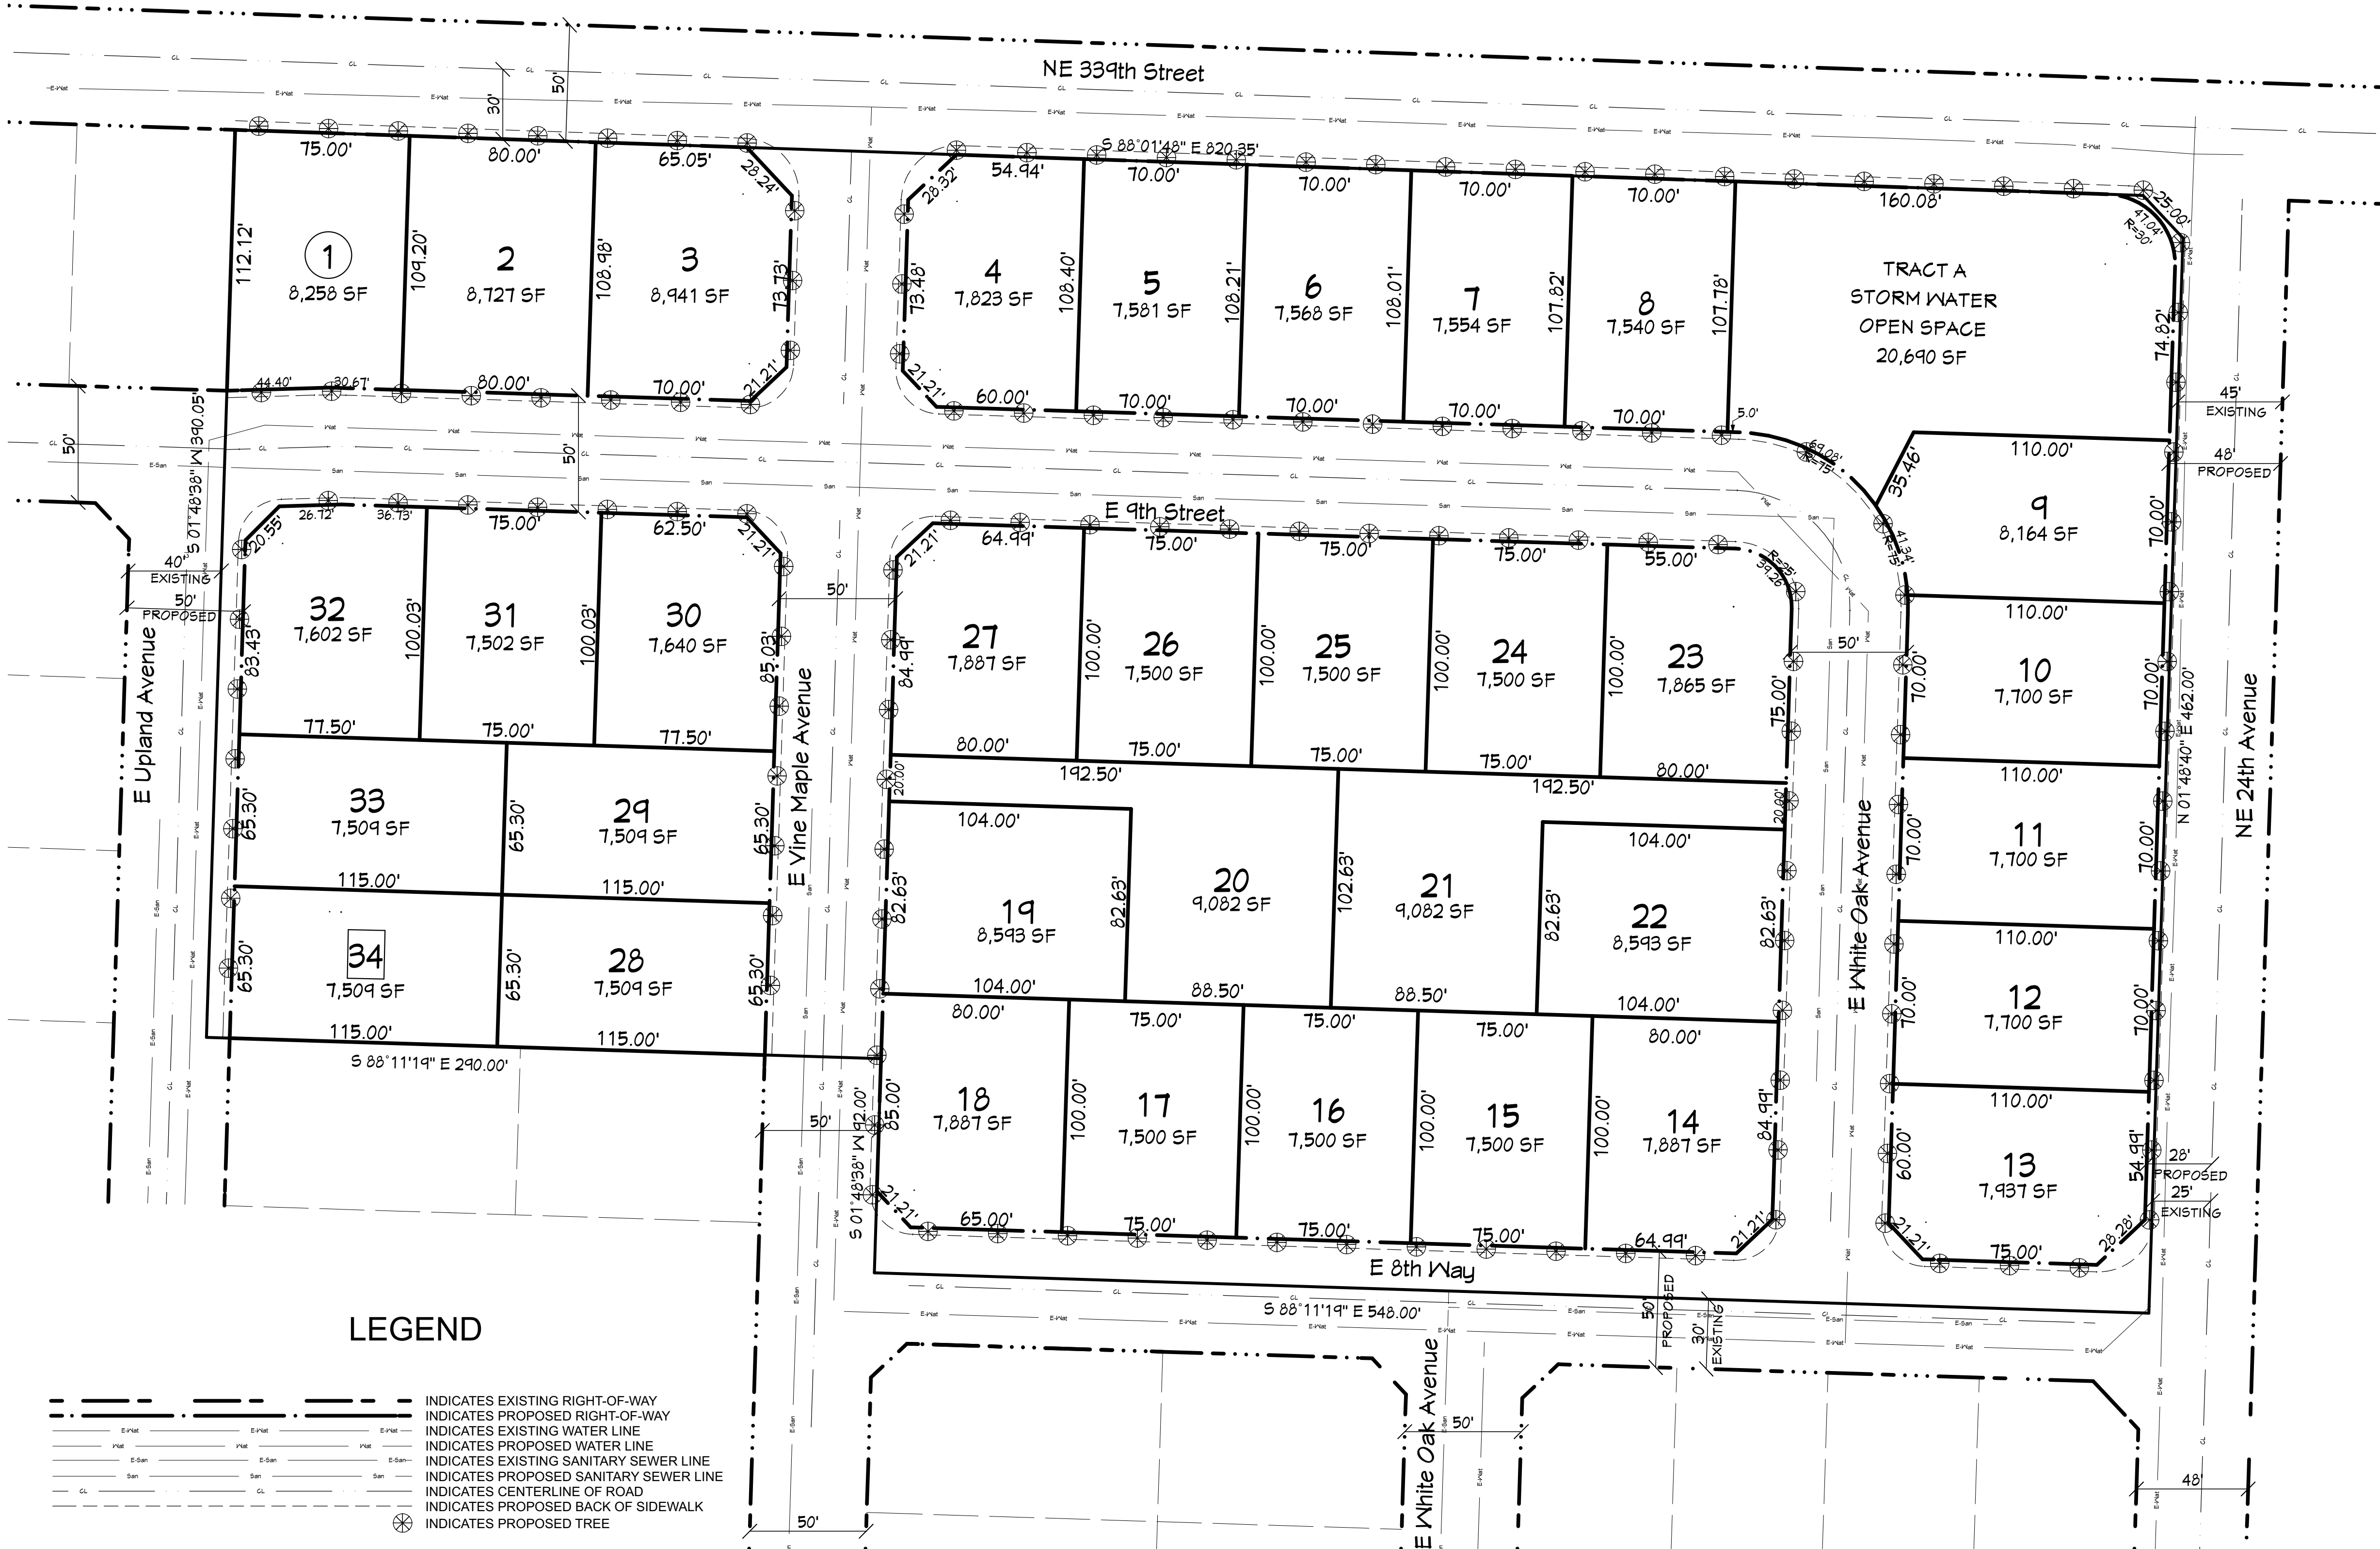 NE 339th Street
50'
30'
S 88°01'48" E 820.35'
75.00'
80.00'
65.05'
28.24'
28.32'
54.94'
70.00'
70.00'
70.00'
70.00'
160.08'
25.00'
47.04'
R=30'
112.12'
1
8,258 SF
109.20'
2
8,727 SF
108.98'
3
8,941 SF
73.73'
73.48'
4
7,823 SF
108.40'
5
7,581 SF
108.21'
6
7,568 SF
108.01'
7
7,554 SF
107.82'
8
7,540 SF
107.78'
TRACT A
STORM WATER
OPEN SPACE
20,690 SF
74.82'
44.40'
30.67'
80.00'
70.00'
21.21'
21.21'
60.00'
70.00'
70.00'
70.00'
70.00'
5.0'
69.08'
R=75'
45'
EXISTING
48'
PROPOSED
50'
S 01°48'38" W 390.05'
50'
E 9th Street
35.46'
110.00'
9
8,164 SF
70.00'
41.34'
R=75'
40'
EXISTING
50'
PROPOSED
20.55'
26.72'
36.73'
75.00'
62.50'
21.21'
21.21'
64.99'
75.00'
75.00'
75.00'
55.00'
R=25'
39.26'
E Upland Avenue
83.43'
32
7,602 SF
100.03'
31
7,502 SF
100.03'
30
7,640 SF
85.03'
50'
E Vine Maple Avenue
84.99'
27
7,887 SF
100.00'
26
7,500 SF
100.00'
25
7,500 SF
100.00'
24
7,500 SF
100.00'
23
7,865 SF
75.00'
50'
110.00'
70.00'
10
7,700 SF
70.00'
N 01°48'40" E 462.00'
NE 24th Avenue
77.50'
75.00'
77.50'
80.00'
75.00'
75.00'
75.00'
80.00'
192.50'
192.50'
20.00'
20.00'
110.00'
65.30'
33
7,509 SF
65.30'
29
7,509 SF
65.30'
104.00'
104.00'
70.00'
11
7,700 SF
70.00'
115.00'
115.00'
82.63'
19
8,593 SF
82.63'
20
9,082 SF
102.63'
21
9,082 SF
82.63'
22
8,593 SF
82.63'
E White Oak Avenue
110.00'
65.30'
34
7,509 SF
65.30'
28
7,509 SF
65.30'
104.00'
88.50'
88.50'
104.00'
70.00'
12
7,700 SF
70.00'
115.00'
115.00'
S 88°11'19" E 290.00'
80.00'
75.00'
75.00'
75.00'
80.00'
110.00'
50'
S 01°48'38" W 92.00'
85.00'
18
7,887 SF
100.00'
17
7,500 SF
100.00'
16
7,500 SF
100.00'
15
7,500 SF
100.00'
14
7,887 SF
84.99'
60.00'
13
7,937 SF
54.99'
28'
PROPOSED
25'
EXISTING
21.21'
65.00'
75.00'
75.00'
75.00'
64.99'
21.21'
21.21'
75.00'
28.28'
E 8th Way
S 88°11'19" E 548.00'
50'
PROPOSED
30'
EXISTING
E White Oak Avenue
50'
48'
50'
LEGEND
INDICATES EXISTING RIGHT-OF-WAY
INDICATES PROPOSED RIGHT-OF-WAY
E-Wat E-Wat E-Wat INDICATES EXISTING WATER LINE
Wat Wat Wat INDICATES PROPOSED WATER LINE
E-San E-San E-San INDICATES EXISTING SANITARY SEWER LINE
San San San INDICATES PROPOSED SANITARY SEWER LINE
CL CL INDICATES CENTERLINE OF ROAD
INDICATES PROPOSED BACK OF SIDEWALK
INDICATES PROPOSED TREE